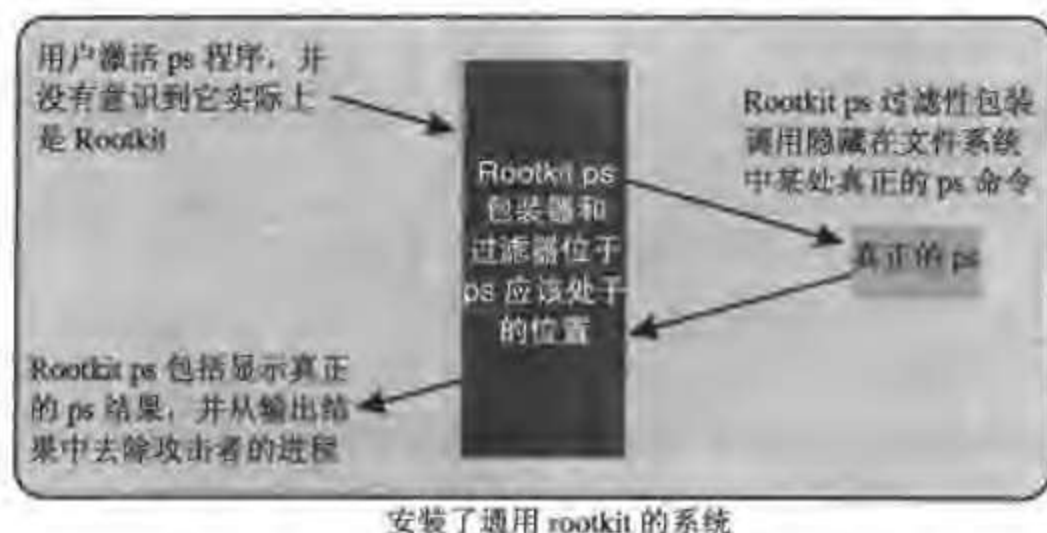 用户激活 ps 程序，并
没有意识到它实际上
是 Rootkit
Rootkit ps
包装器和
过滤器位于
ps 应该处于
的位置
Rootkit ps 过滤性包装
调用隐藏在文件系统
中某处真正的 ps 命令
真正的 ps
Rootkit ps 包括显示真正
的 ps 结果，并从输出结
果中去除攻击者的进程
安装了通用 rootkit 的系统